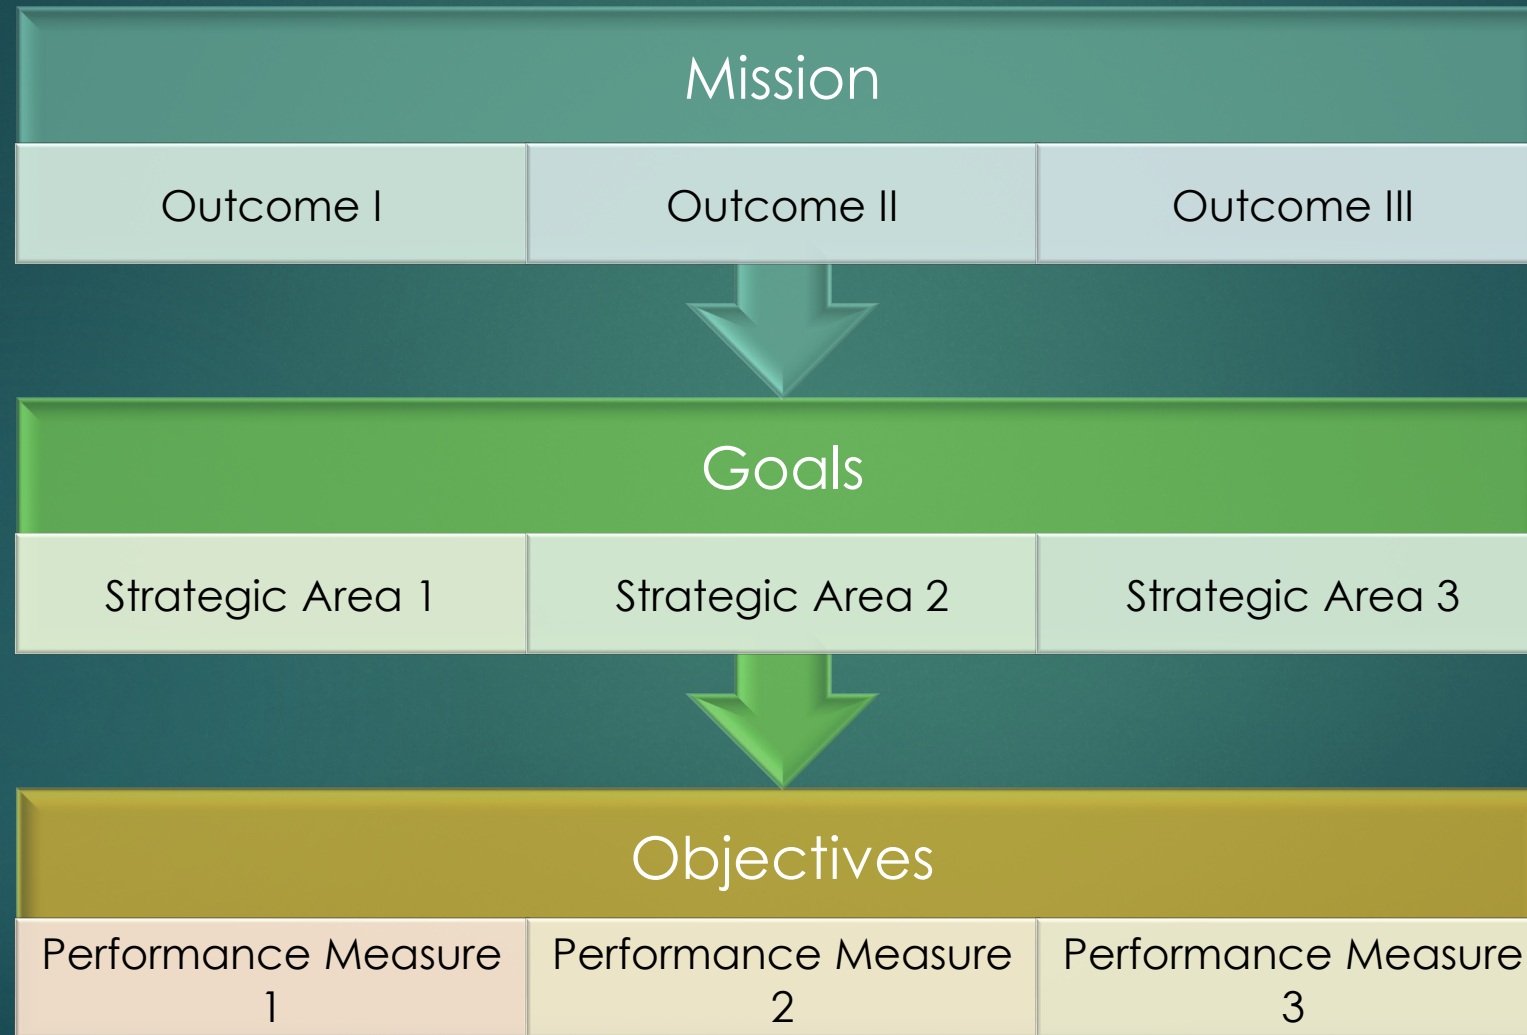 Mission
Outcome I
Outcome II
Outcome III
Goals
Strategic Area 1
Strategic Area 2
Strategic Area 3
Objectives
Performance Measure
1
Performance Measure
2
Performance Measure
3